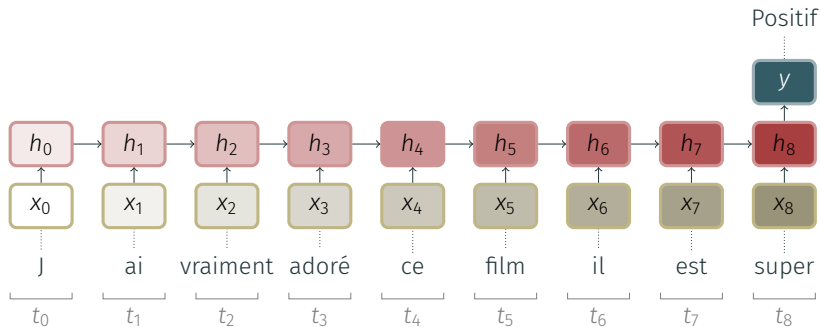 Positif
y
h₀ h₁ h₂ h₃ h₄ h₅ h₆ h₇ h₈
x₀ x₁ x₂ x₃ x₄ x₅ x₆ x₇ x₈
J ai vraiment adoré ce film il est super
t₀ t₁ t₂ t₃ t₄ t₅ t₆ t₇ t₈